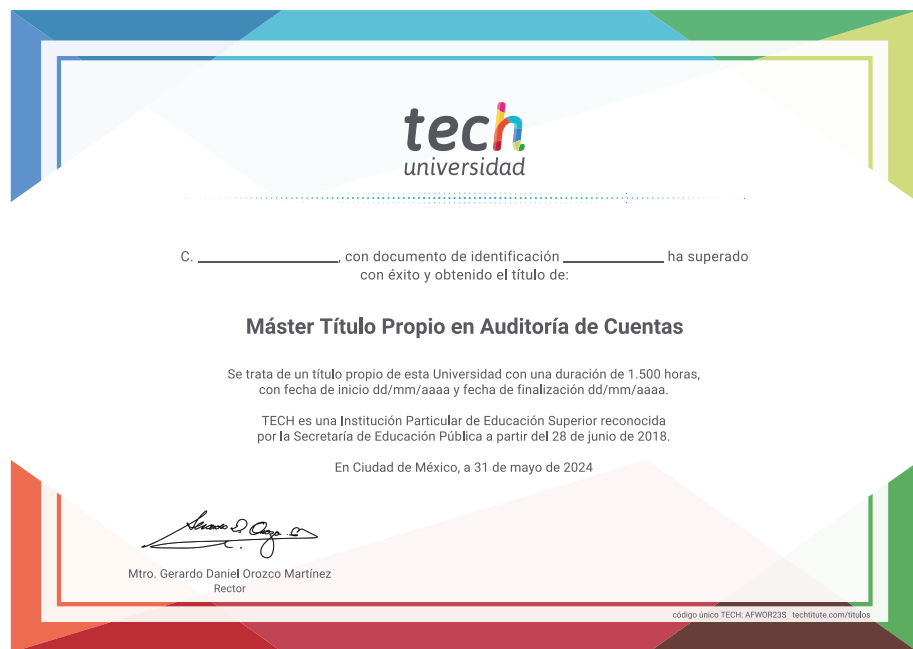 tech
universidad
C. ____________, con documento de identificación ____________ ha superado
con éxito y obtenido el título de:
Máster Título Propio en Auditoría de Cuentas
Se trata de un título propio de esta Universidad con una duración de 1.500 horas,
con fecha de inicio dd/mm/aaaa y fecha de finalización dd/mm/aaaa.
TECH es una Institución Particular de Educación Superior reconocida
por la Secretaría de Educación Pública a partir del 28 de junio de 2018.
En Ciudad de México, a 31 de mayo de 2024
Mtro. Gerardo Daniel Orozco Martínez
Rector
código único TECH: AFWOR23S techtitute.com/titulos